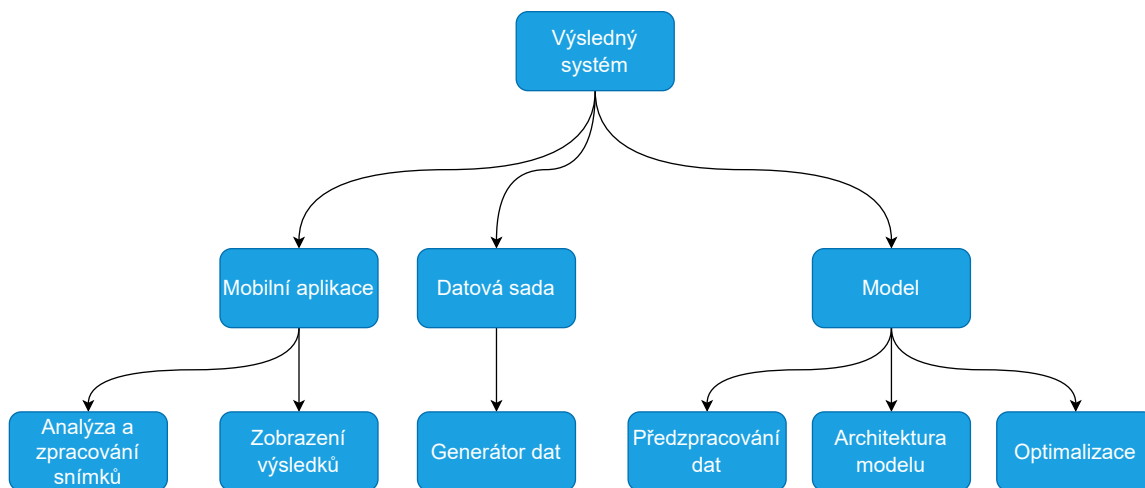 Výsledný
systém
Mobilní aplikace
Datová sada
Model
Analýza a
zpracování
snímků
Zobrazení
výsledků
Generátor dat
Předzpracování
dat
Architektura
modelu
Optimalizace